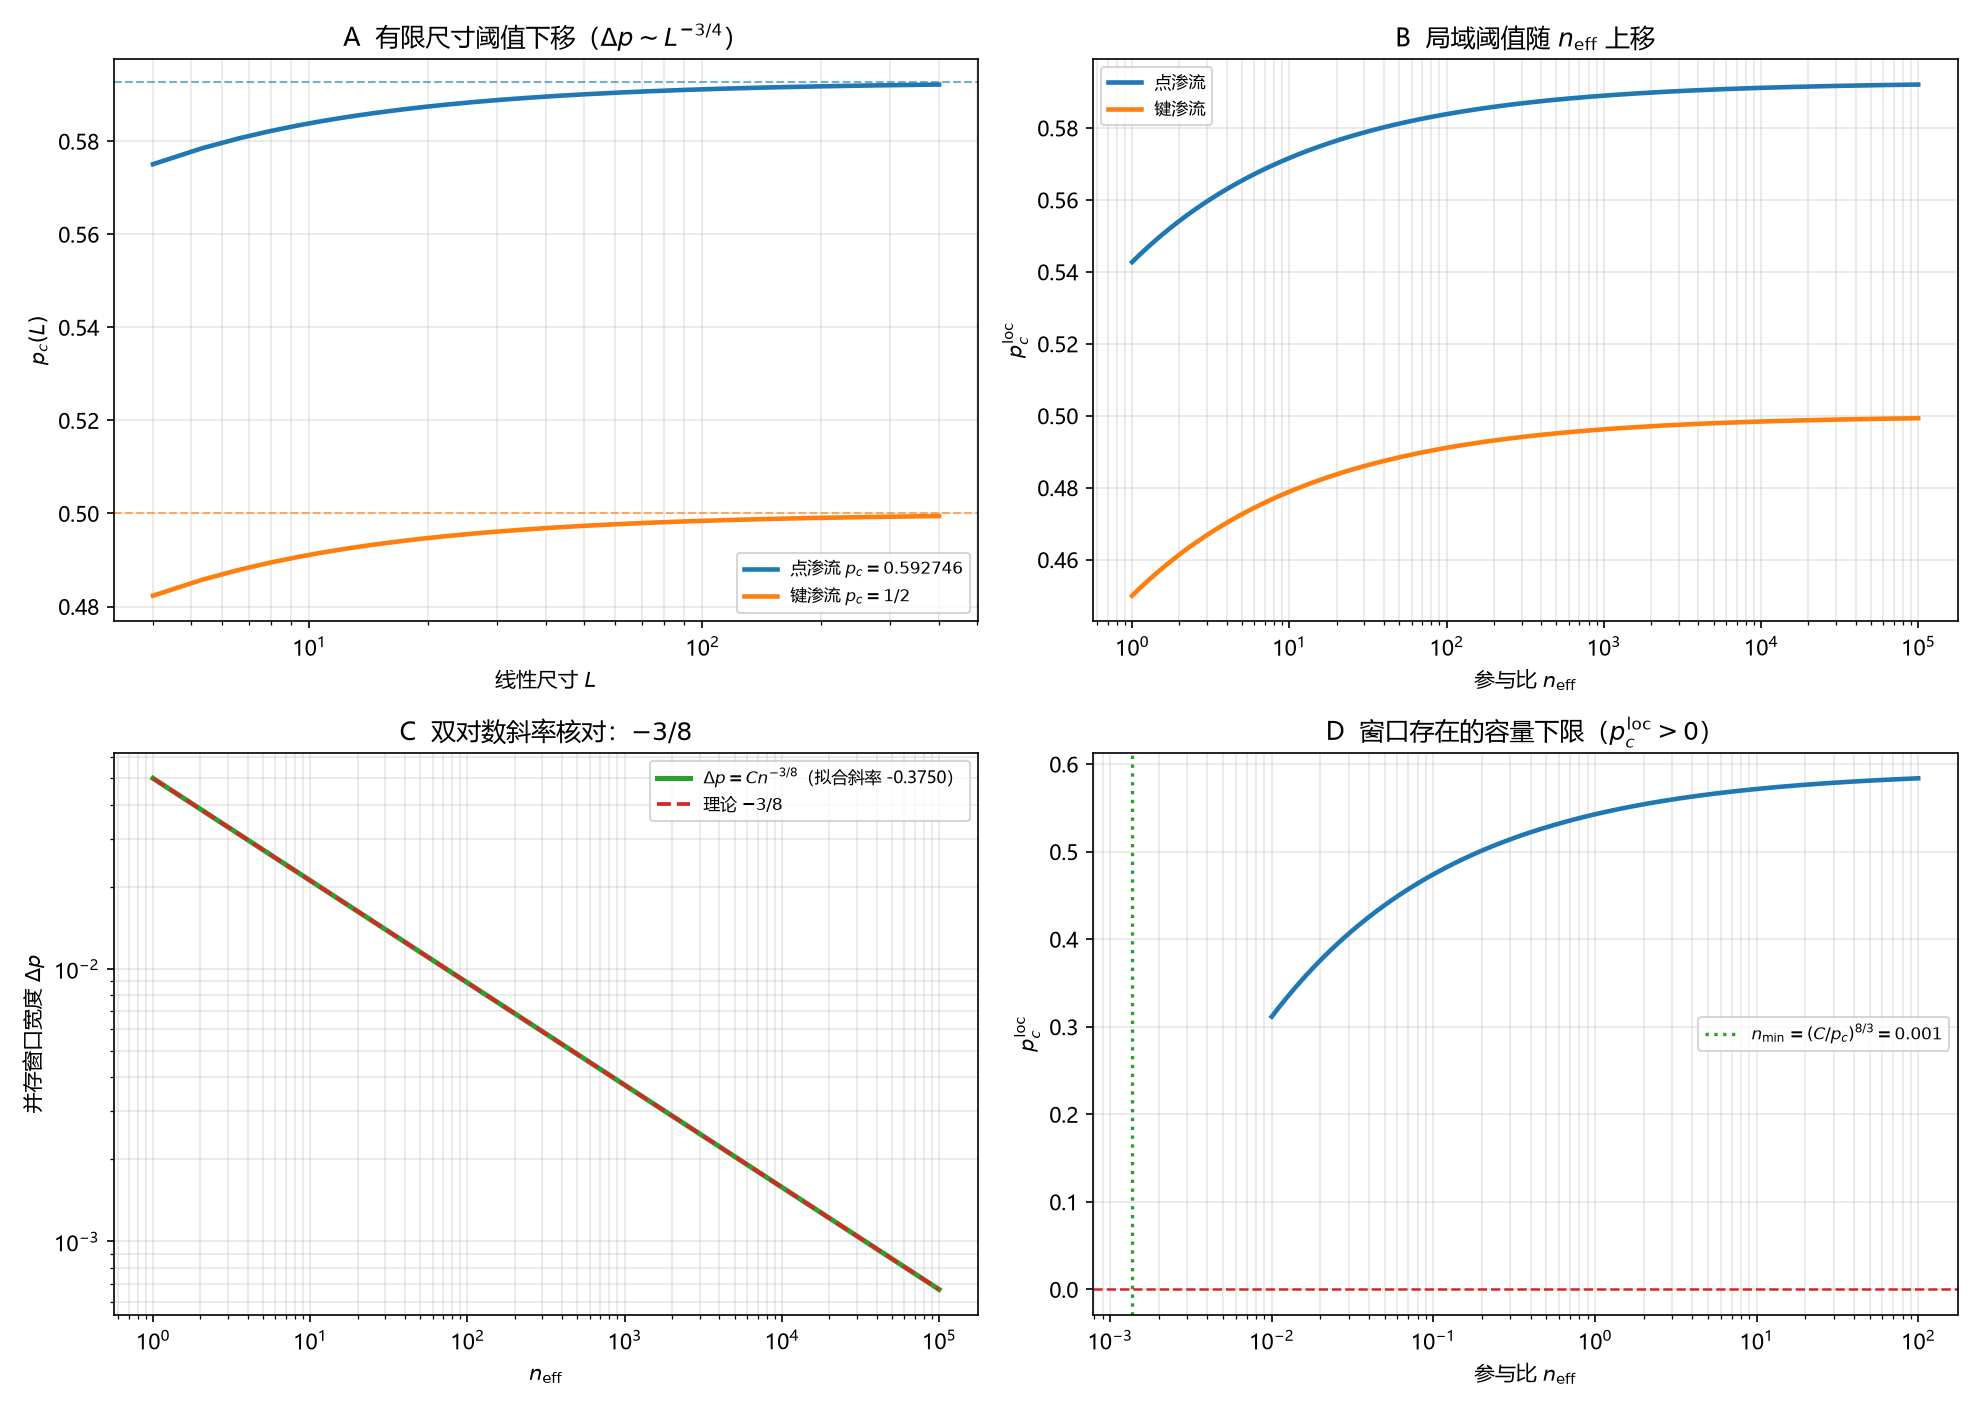 A 有限尺寸阈值下移（Δp ~ L^{−3/4}）
p_c(L)
0.58
0.56
0.54
0.52
0.50
0.48
点渗流 p_c = 0.592746
键渗流 p_c = 1/2
10^1
10^2
线性尺寸 L
B 局域阈值随 n_eff 上移
点渗流
键渗流
p_c^loc
0.58
0.56
0.54
0.52
0.50
0.48
0.46
10^0
10^1
10^2
10^3
10^4
10^5
参与比 n_eff
C 双对数斜率核对：−3/8
Δp = Cn^{−3/8}（拟合斜率 -0.3750）
理论 −3/8
并存窗口宽度 Δp
10^{−2}
10^{−3}
10^0
10^1
10^2
10^3
10^4
10^5
n_eff
D 窗口存在的容量下限（p_c^loc > 0）
p_c^loc
0.6
0.5
0.4
0.3
0.2
0.1
0.0
n_min = (C/p_c)^{8/3} = 0.001
10^{−3}
10^{−2}
10^{−1}
10^0
10^1
10^2
参与比 n_eff